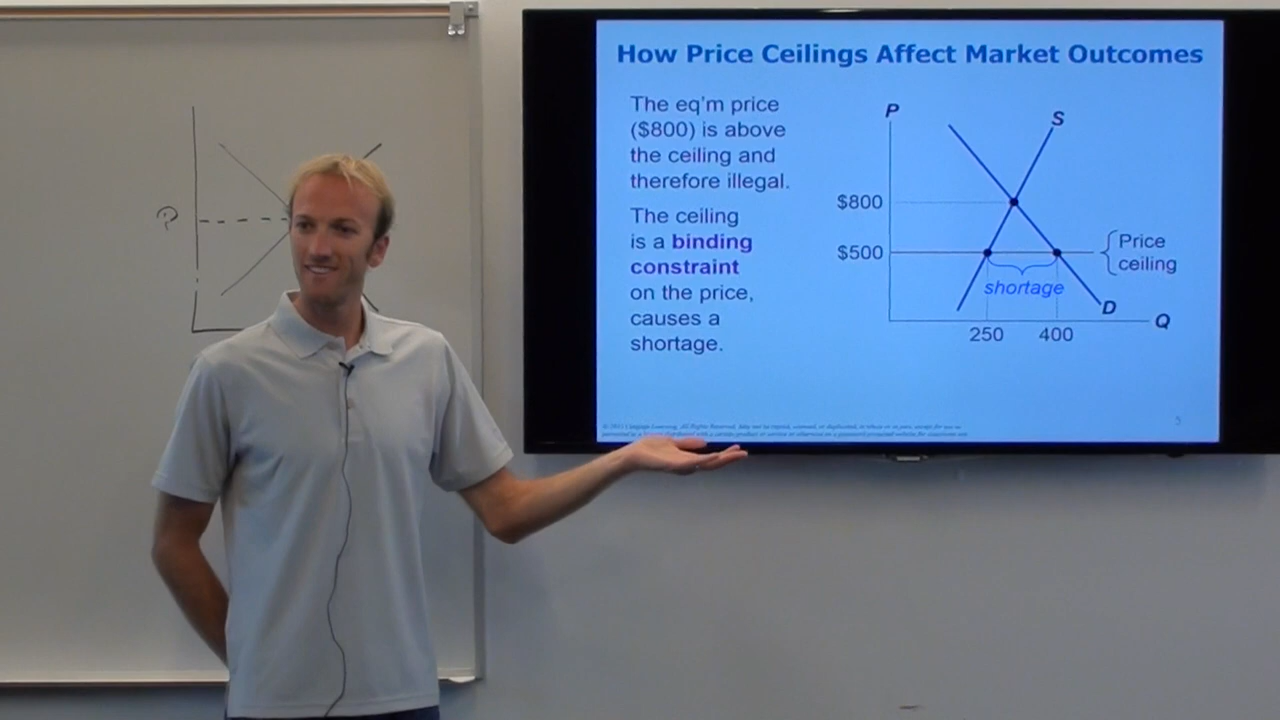 How Price Ceilings Affect Market Outcomes
The eq'm price
($800) is above
the ceiling and
therefore illegal.
The ceiling
is a binding
constraint
on the price,
causes a
shortage.
P
S
$800
$500
Price
ceiling
shortage
D
Q
250
400
P
5